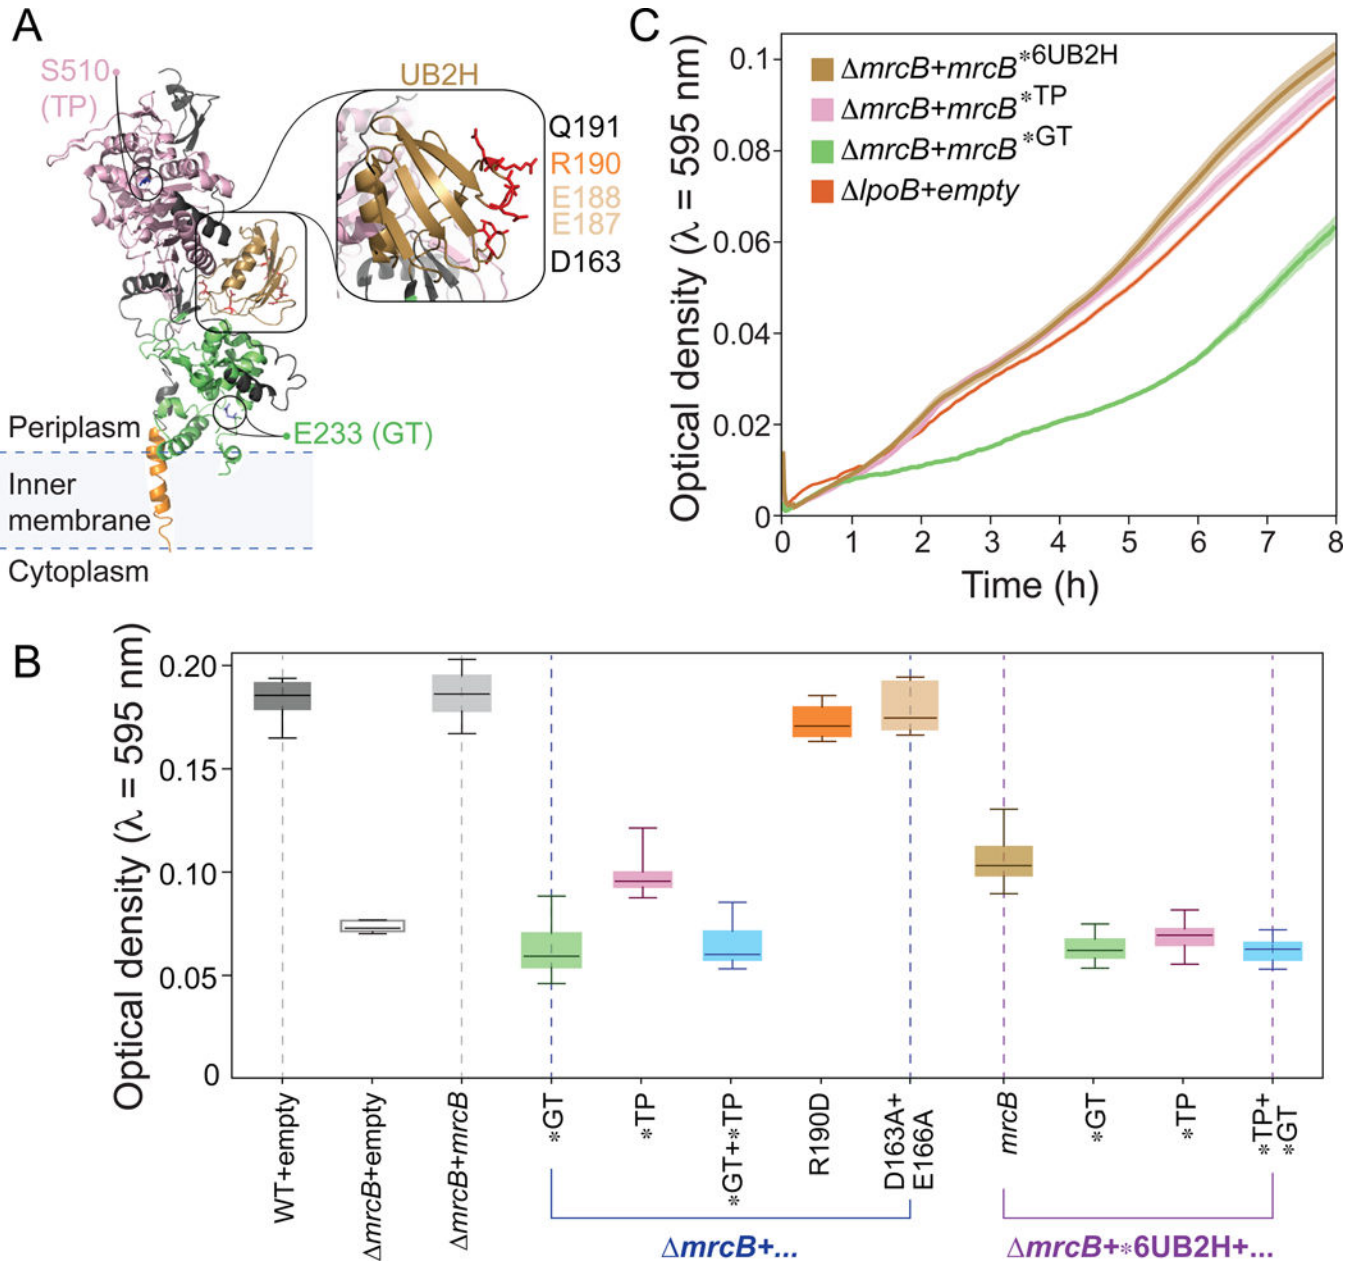 A
S510
(TP)
UB2H
Q191
R190
E188
E187
D163
E233 (GT)
Periplasm
Inner
membrane
Cytoplasm
C
Optical density (λ = 595 nm)
0.1
0.08
0.06
0.04
0.02
0
ΔmrcB+mrcB*6UB2H
ΔmrcB+mrcB*TP
ΔmrcB+mrcB*GT
ΔlpoB+empty
0 1 2 3 4 5 6 7 8
Time (h)
B
Optical density (λ = 595 nm)
0.20
0.15
0.10
0.05
0
WT+empty
ΔmrcB+empty
ΔmrcB+mrcB
*GT
*TP
*GT+*TP
R190D
D163A+
E166A
mrcB
*GT
*TP
*TP+
*GT
ΔmrcB+...
ΔmrcB+*6UB2H+...